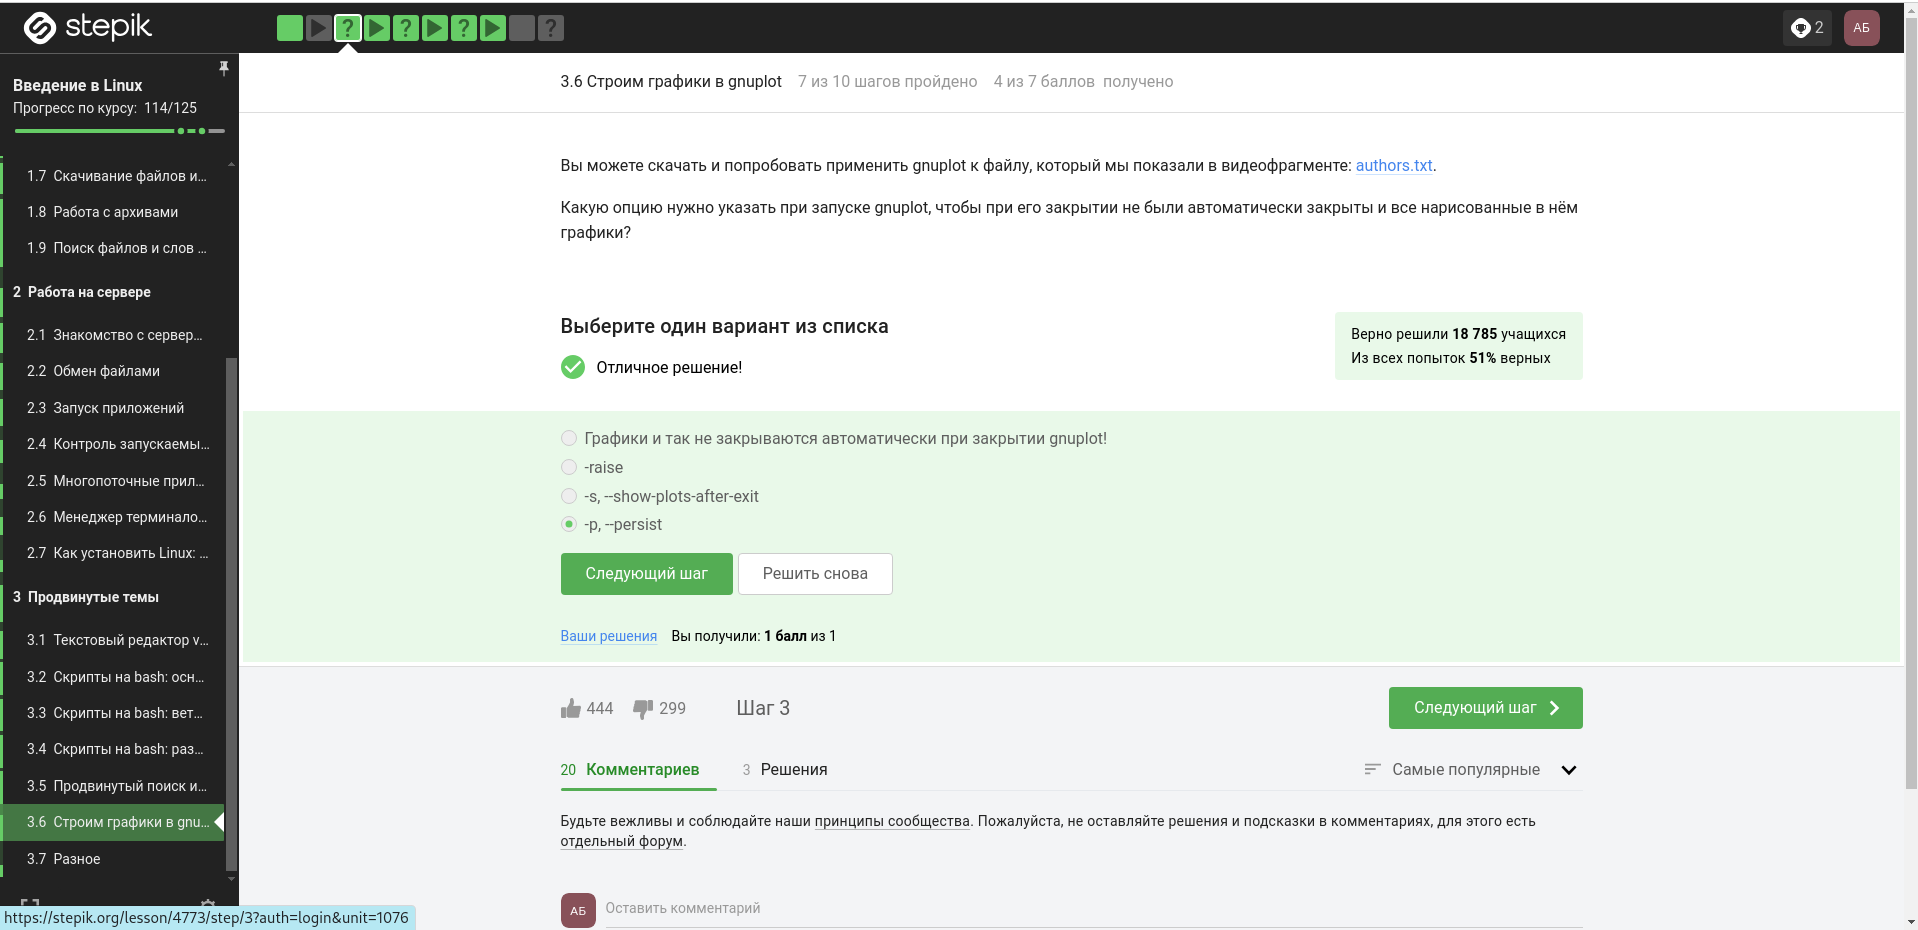 stepik
?
?
?
?
2
АБ
Введение в Linux
Прогресс по курсу: 114/125
1.7 Скачивание файлов и...
1.8 Работа с архивами
1.9 Поиск файлов и слов ...
2 Работа на сервере
2.1 Знакомство с сервер...
2.2 Обмен файлами
2.3 Запуск приложений
2.4 Контроль запускаемы...
2.5 Многопоточные прил...
2.6 Менеджер терминало...
2.7 Как установить Linux: ...
3 Продвинутые темы
3.1 Текстовый редактор v...
3.2 Скрипты на bash: осн...
3.3 Скрипты на bash: вет...
3.4 Скрипты на bash: раз...
3.5 Продвинутый поиск и...
3.6 Строим графики в gnu...
3.7 Разное
https://stepik.org/lesson/4773/step/3?auth=login&unit=1076
3.6 Строим графики в gnuplot 7 из 10 шагов пройдено 4 из 7 баллов получено
Вы можете скачать и попробовать применить gnuplot к файлу, который мы показали в видеофрагменте: authors.txt.
Какую опцию нужно указать при запуске gnuplot, чтобы при его закрытии не были автоматически закрыты и все нарисованные в нём
графики?
Выберите один вариант из списка
Отличное решение!
Верно решили 18 785 учащихся
Из всех попыток 51% верных
Графики и так не закрываются автоматически при закрытии gnuplot!
-raise
-s, --show-plots-after-exit
-p, --persist
Следующий шаг
Решить снова
Ваши решения Вы получили: 1 балл из 1
444 299 Шаг 3
Следующий шаг
20 Комментариев 3 Решения
Самые популярные
Будьте вежливы и соблюдайте наши принципы сообщества. Пожалуйста, не оставляйте решения и подсказки в комментариях, для этого есть
отдельный форум.
АБ
Оставить комментарий